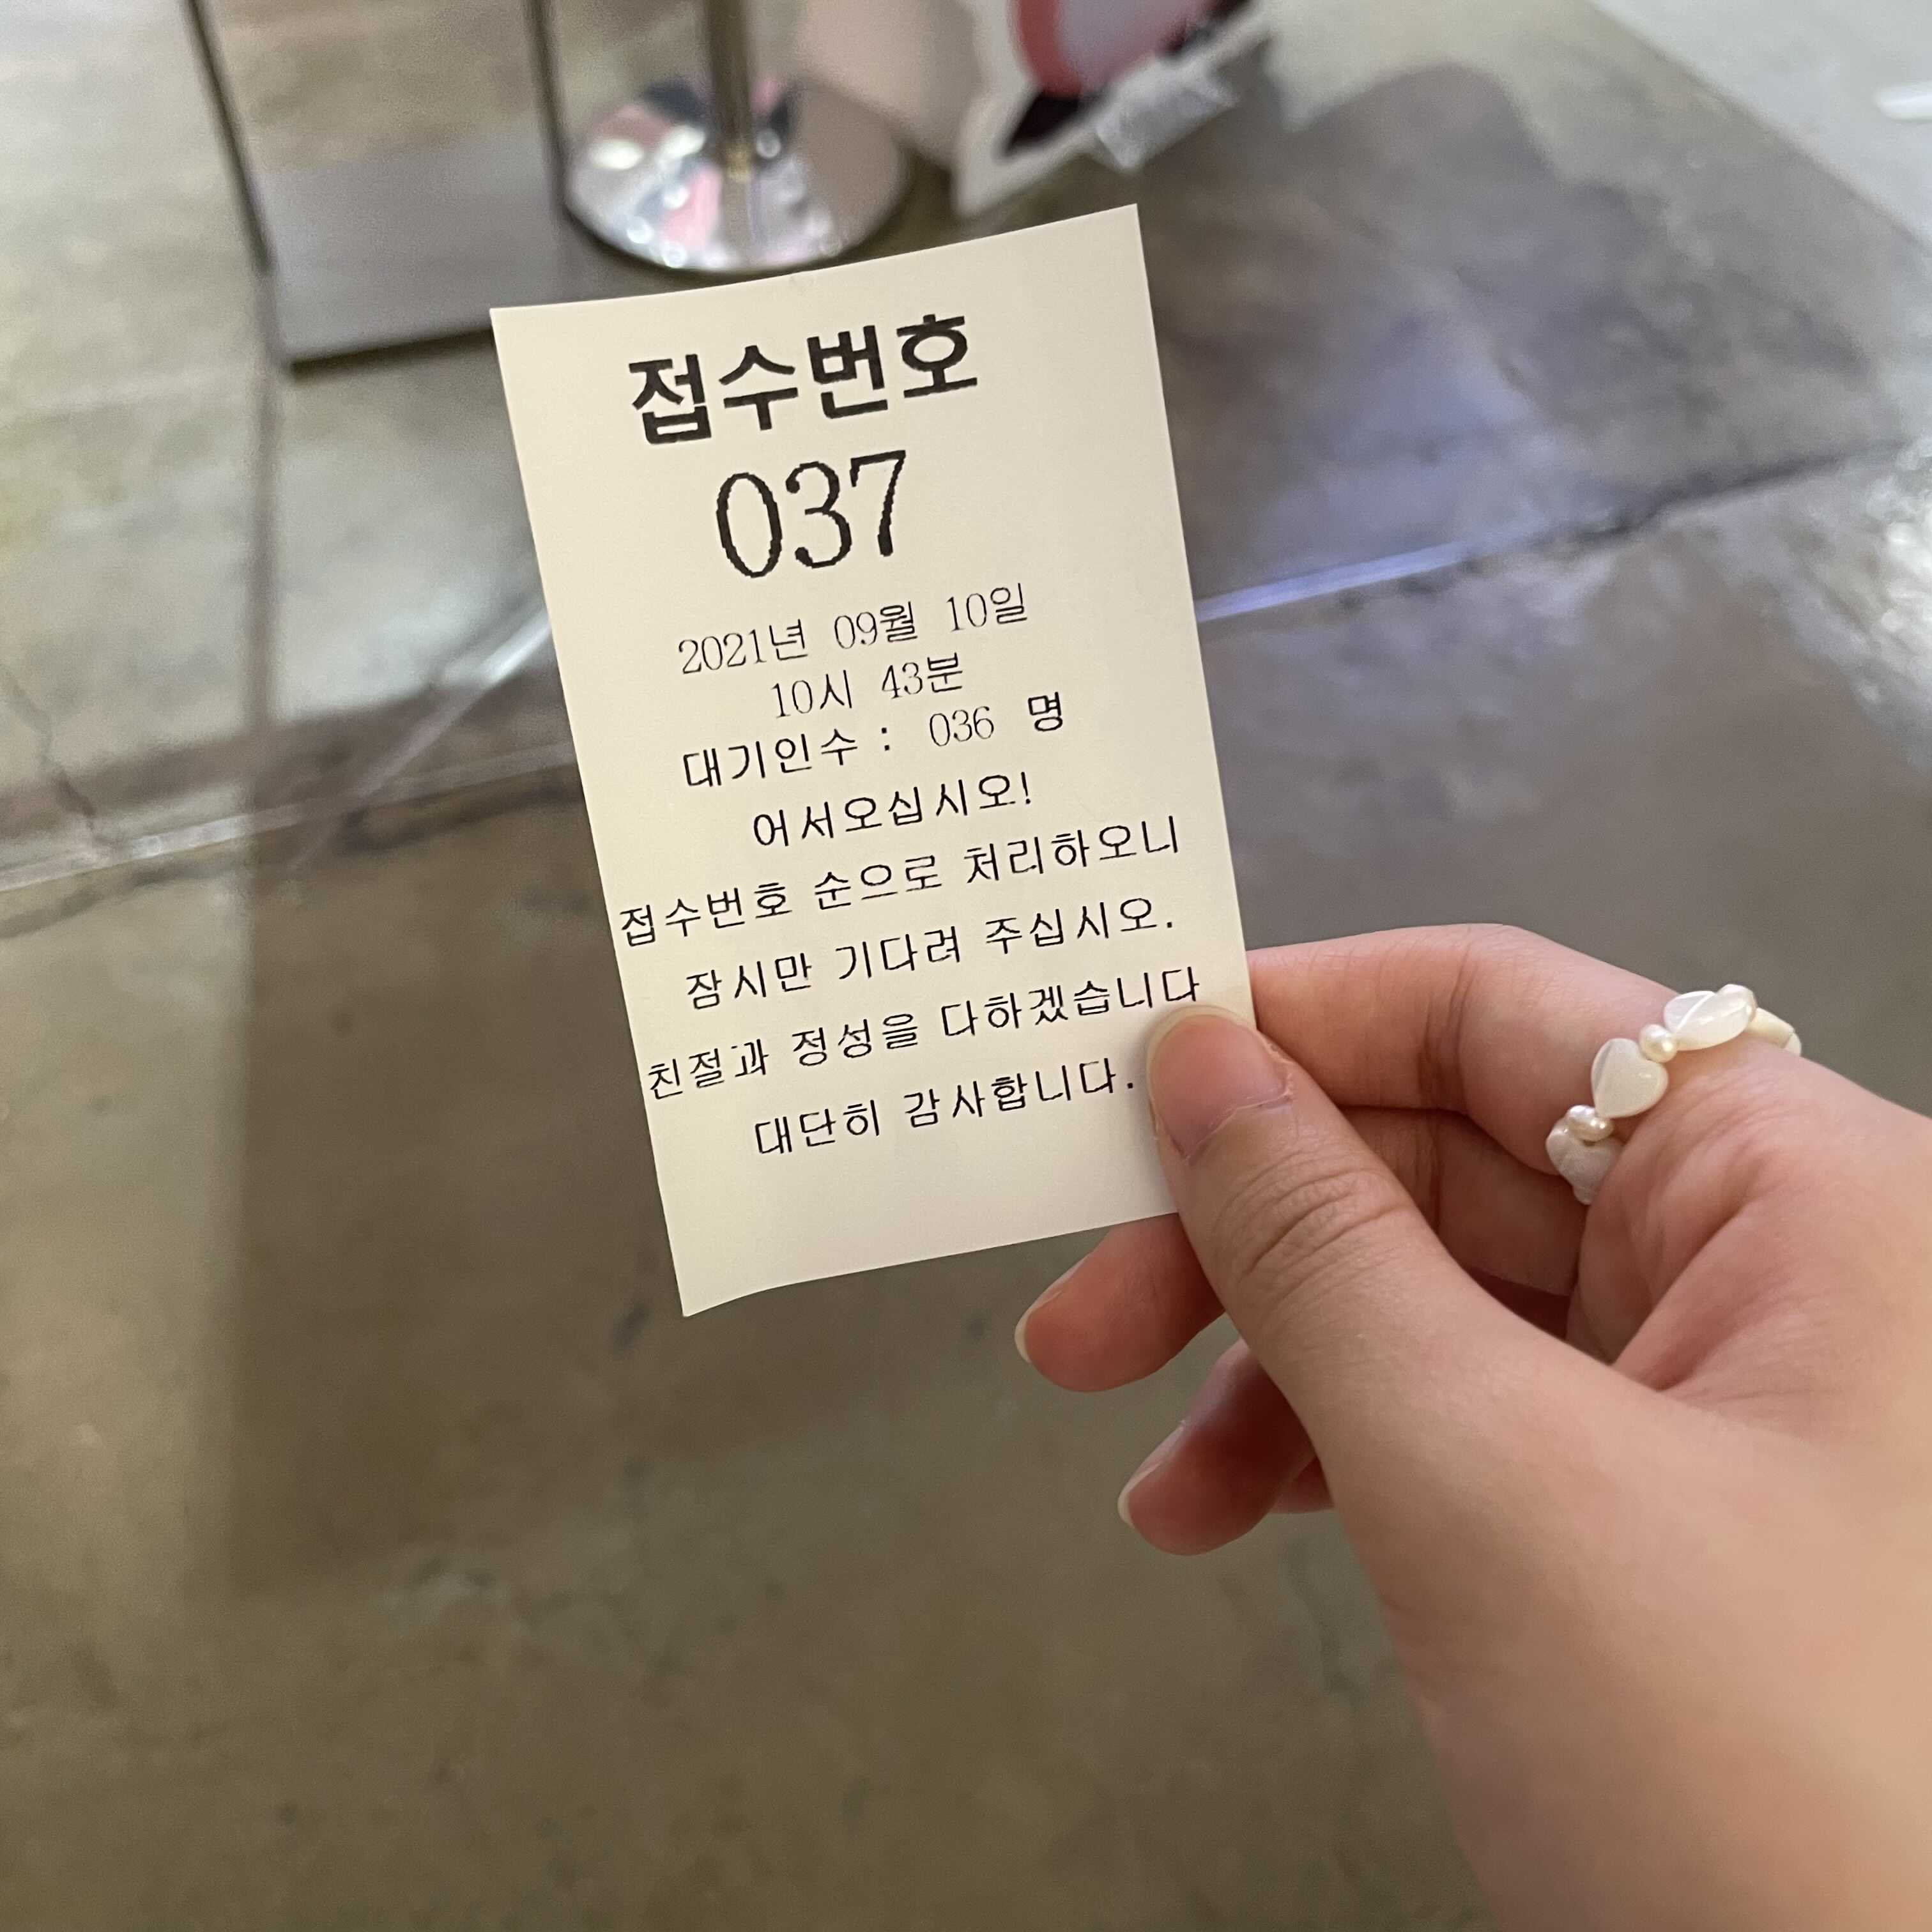 접수번호
037
2021년 09월 10일
10시 43분
대기인수 : 036 명
어서오십시오!
접수번호 순으로 처리하오니
잠시만 기다려 주십시오.
친절과 정성을 다하겠습니다
대단히 감사합니다.